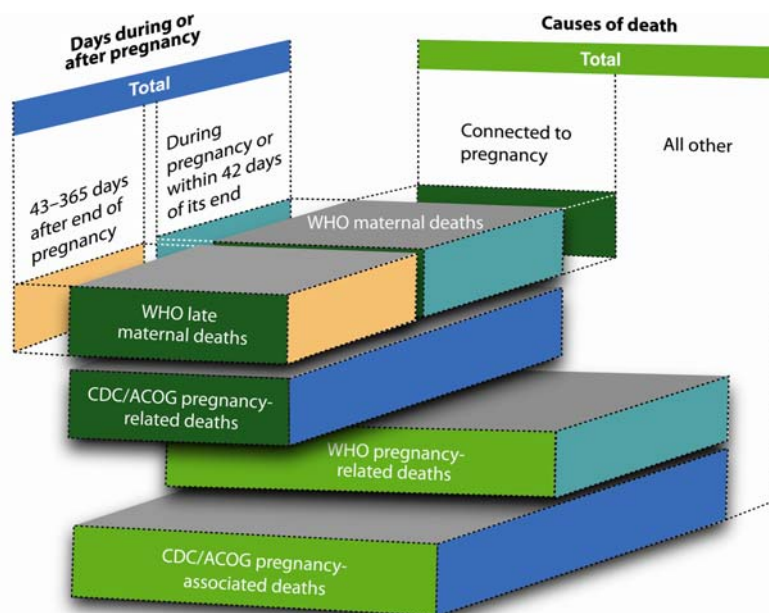 Days during or
after pregnancy
Total
43–365 days
after end of
pregnancy
During
pregnancy or
within 42 days
of its end
Causes of death
Total
Connected to
pregnancy
All other
WHO maternal deaths
WHO late
maternal deaths
CDC/ACOG pregnancy-
related deaths
WHO pregnancy-
related deaths
CDC/ACOG pregnancy-
associated deaths